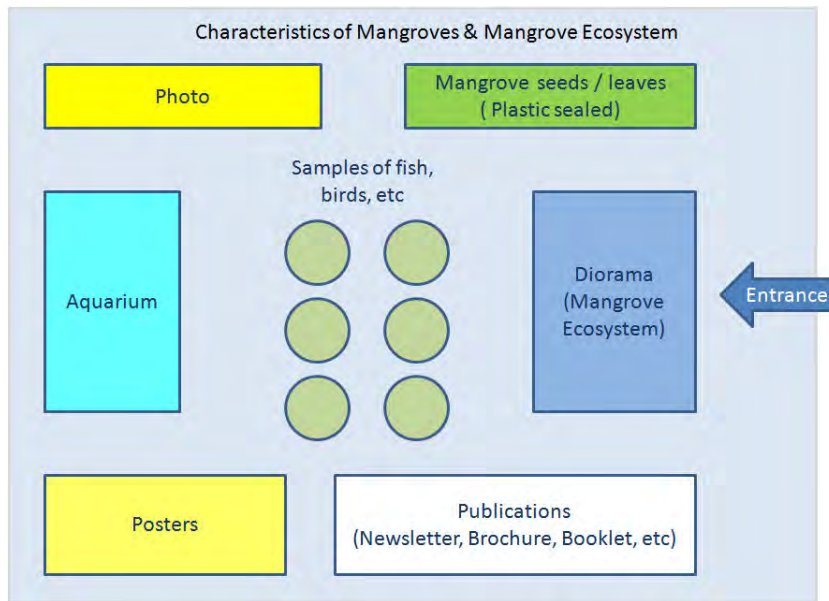 Characteristics of Mangroves & Mangrove Ecosystem
Photo
Mangrove seeds / leaves
( Plastic sealed)
Samples of fish,
birds, etc
Aquarium
Diorama
(Mangrove
Ecosystem)
Entrance
Posters
Publications
(Newsletter, Brochure, Booklet, etc)